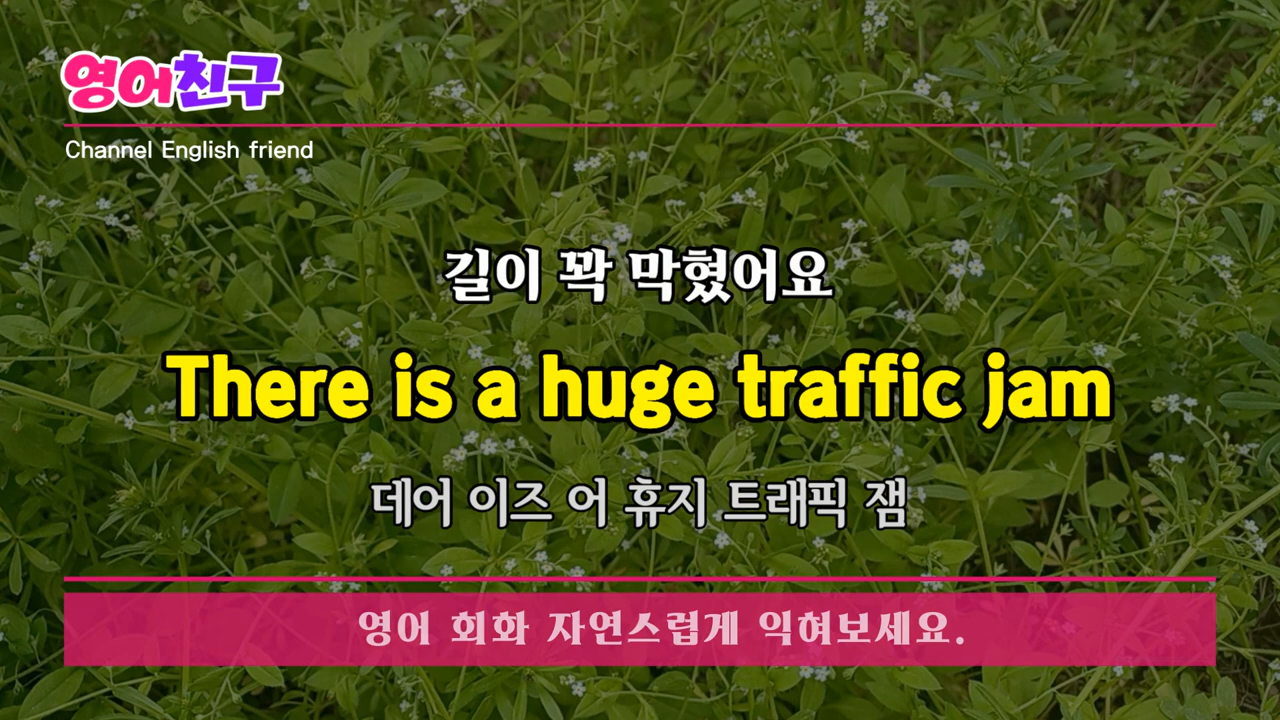 영어친구
Channel English friend
길이 꽉 막혔어요
There is a huge traffic jam
데어 이즈 어 휴지 트래픽 잼
영어 회화 자연스럽게 익혀보세요.